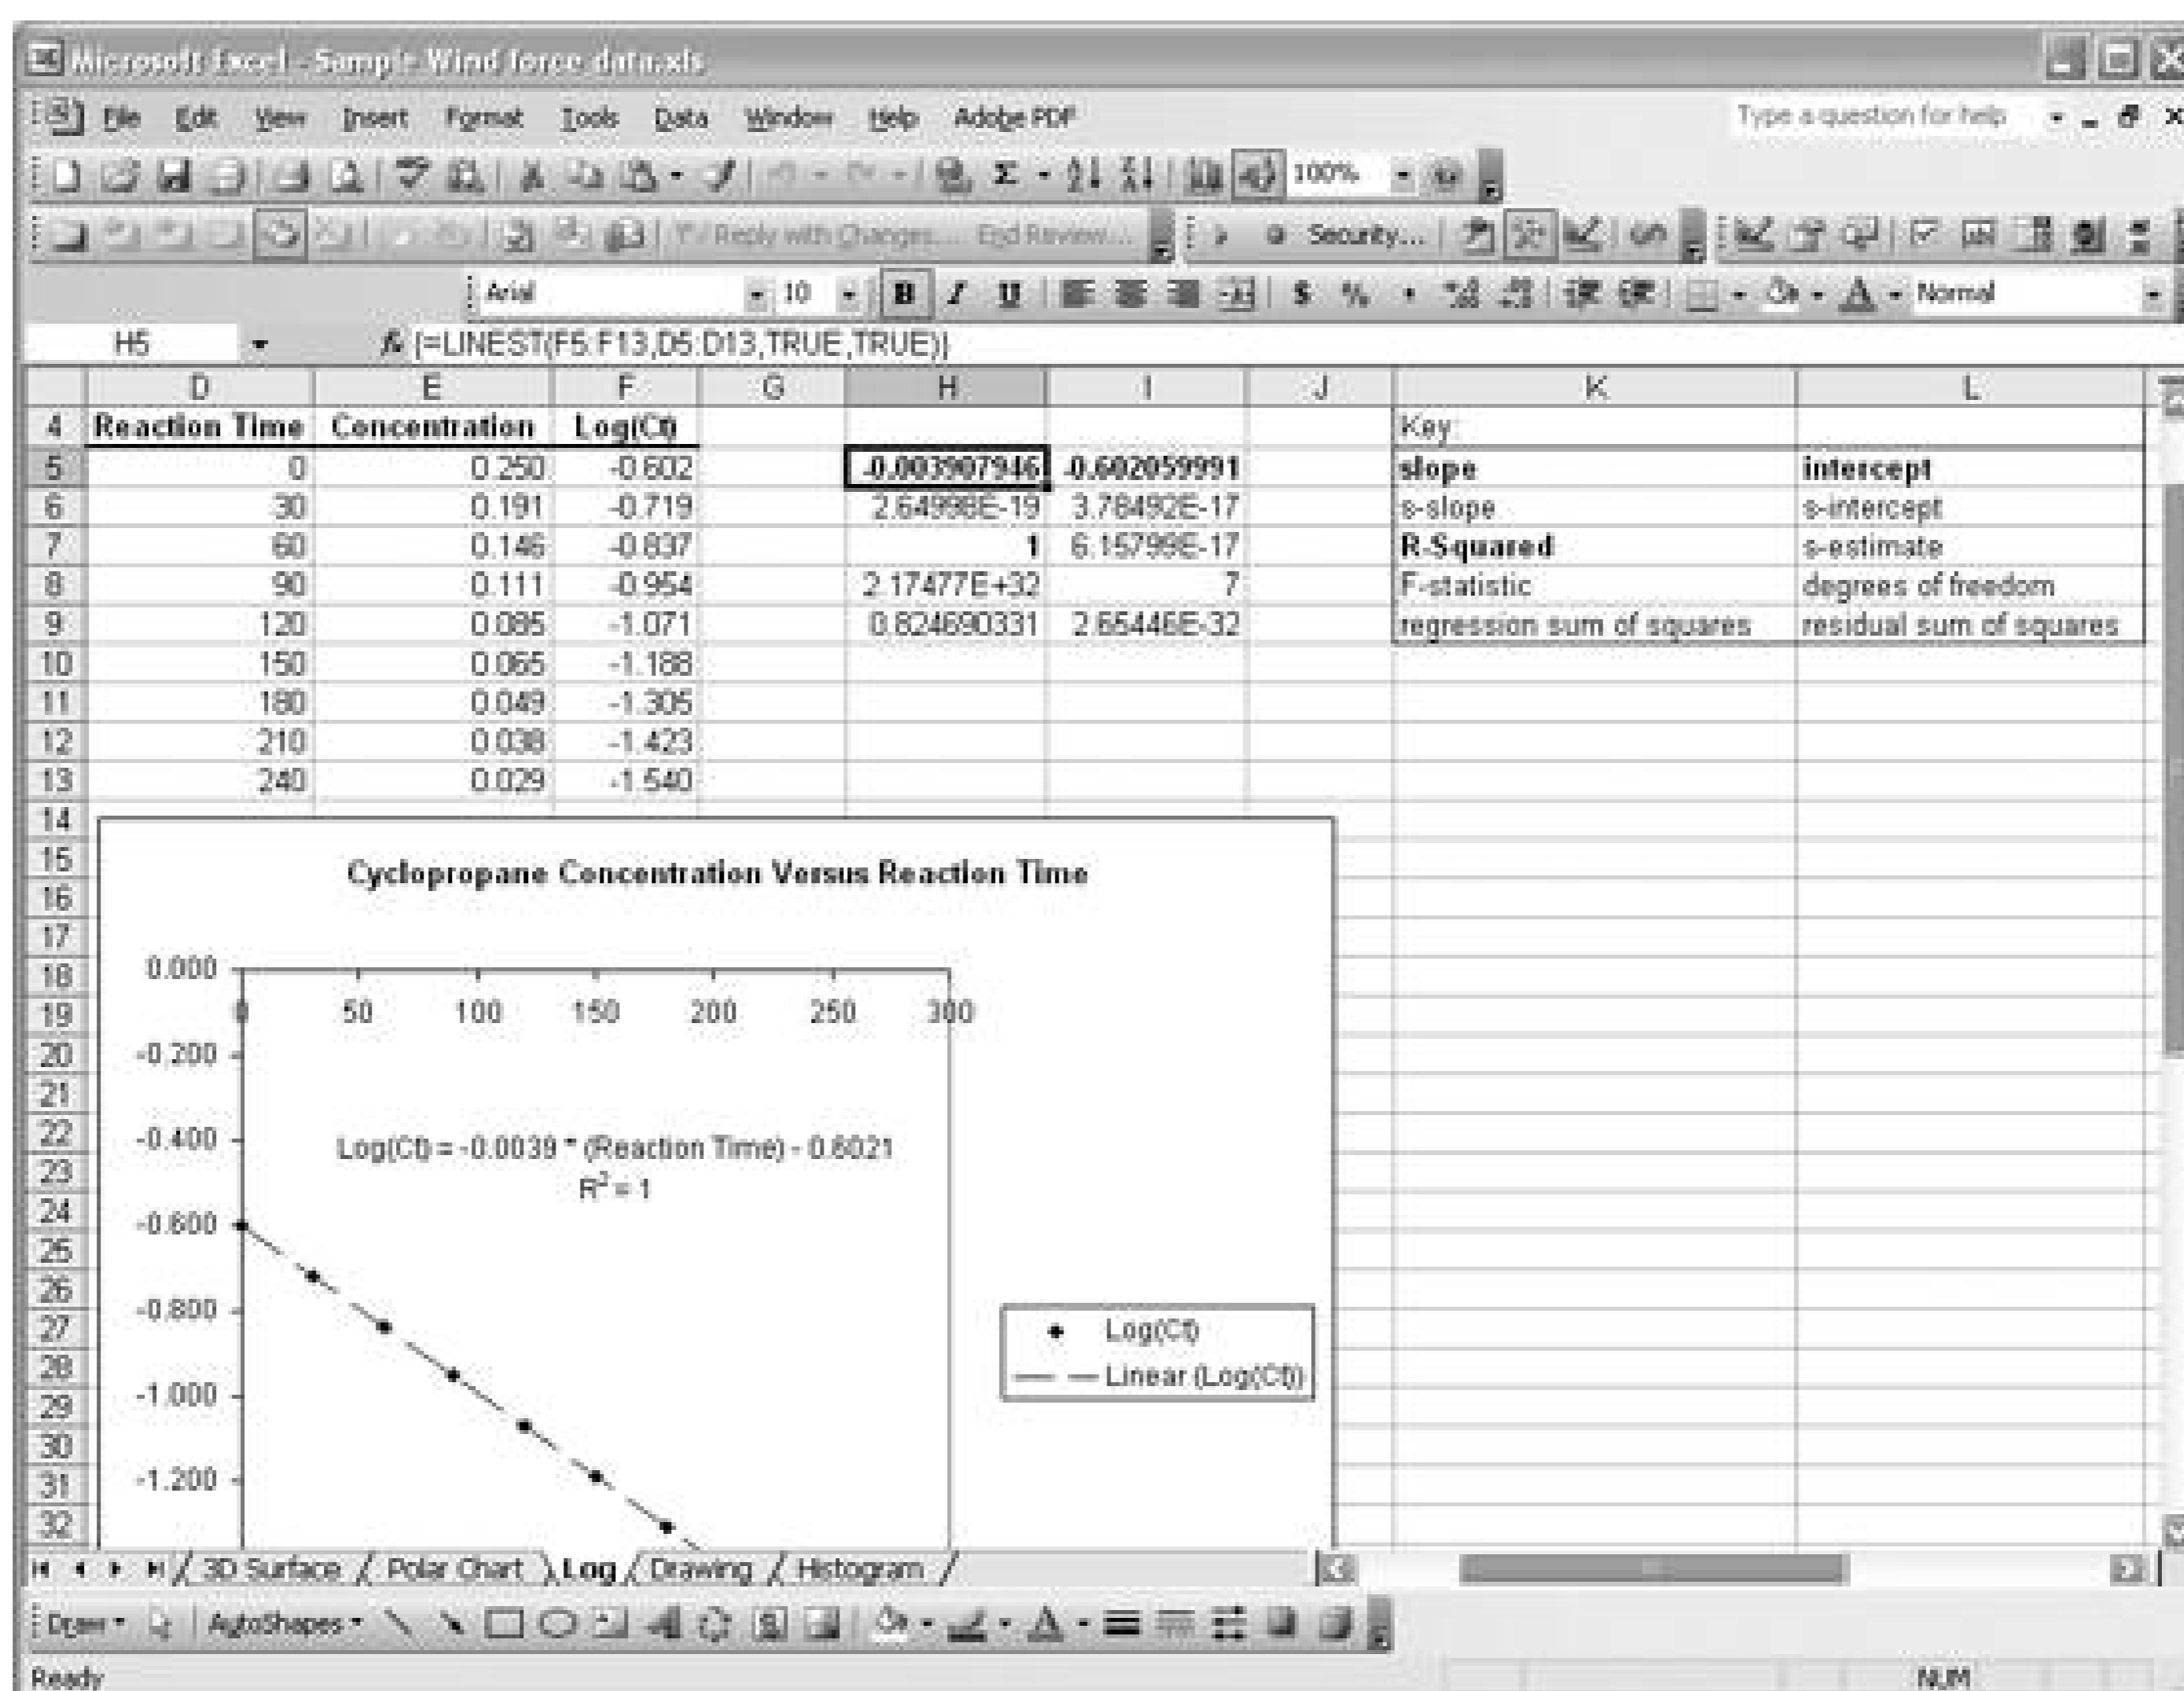 Microsoft Excel - Sample Wind force data.xls
File Edit View Insert Format Tools Data Window Help Adobe PDF Type a question for help
Σ 100%
Reply with Changes... End Review... Security...
Arial 10 B I U $ % Normal
H5 fx {=LINEST(F5:F13,D5:D13,TRUE,TRUE)}
D E F G H I J K L
4 Reaction Time Concentration Log(Ct) Key:
5 0 0.250 -0.602 -0.003907946 -0.602059991 slope intercept
6 30 0.191 -0.719 2.64998E-19 3.78492E-17 s-slope s-intercept
7 60 0.146 -0.837 1 6.15799E-17 R-Squared s-estimate
8 90 0.111 -0.954 2.17477E+32 7 F-statistic degrees of freedom
9 120 0.085 -1.071 0.824690331 2.65446E-32 regression sum of squares residual sum of squares
10 150 0.065 -1.188
11 180 0.049 -1.305
12 210 0.038 -1.423
13 240 0.029 -1.540
14
15
16
17
18
19
20
21
22
23
24
25
26
27
28
29
30
31
32
Cyclopropane Concentration Versus Reaction Time
0.000
0 50 100 150 200 250 300
-0.200
-0.400
Log(Ct) = -0.0039 * (Reaction Time) - 0.6021
R² = 1
-0.600
-0.800
-1.000
-1.200
Log(Ct)
Linear (Log(Ct))
3D Surface Polar Chart Log Drawing Histogram
Draw AutoShapes
Ready NUM